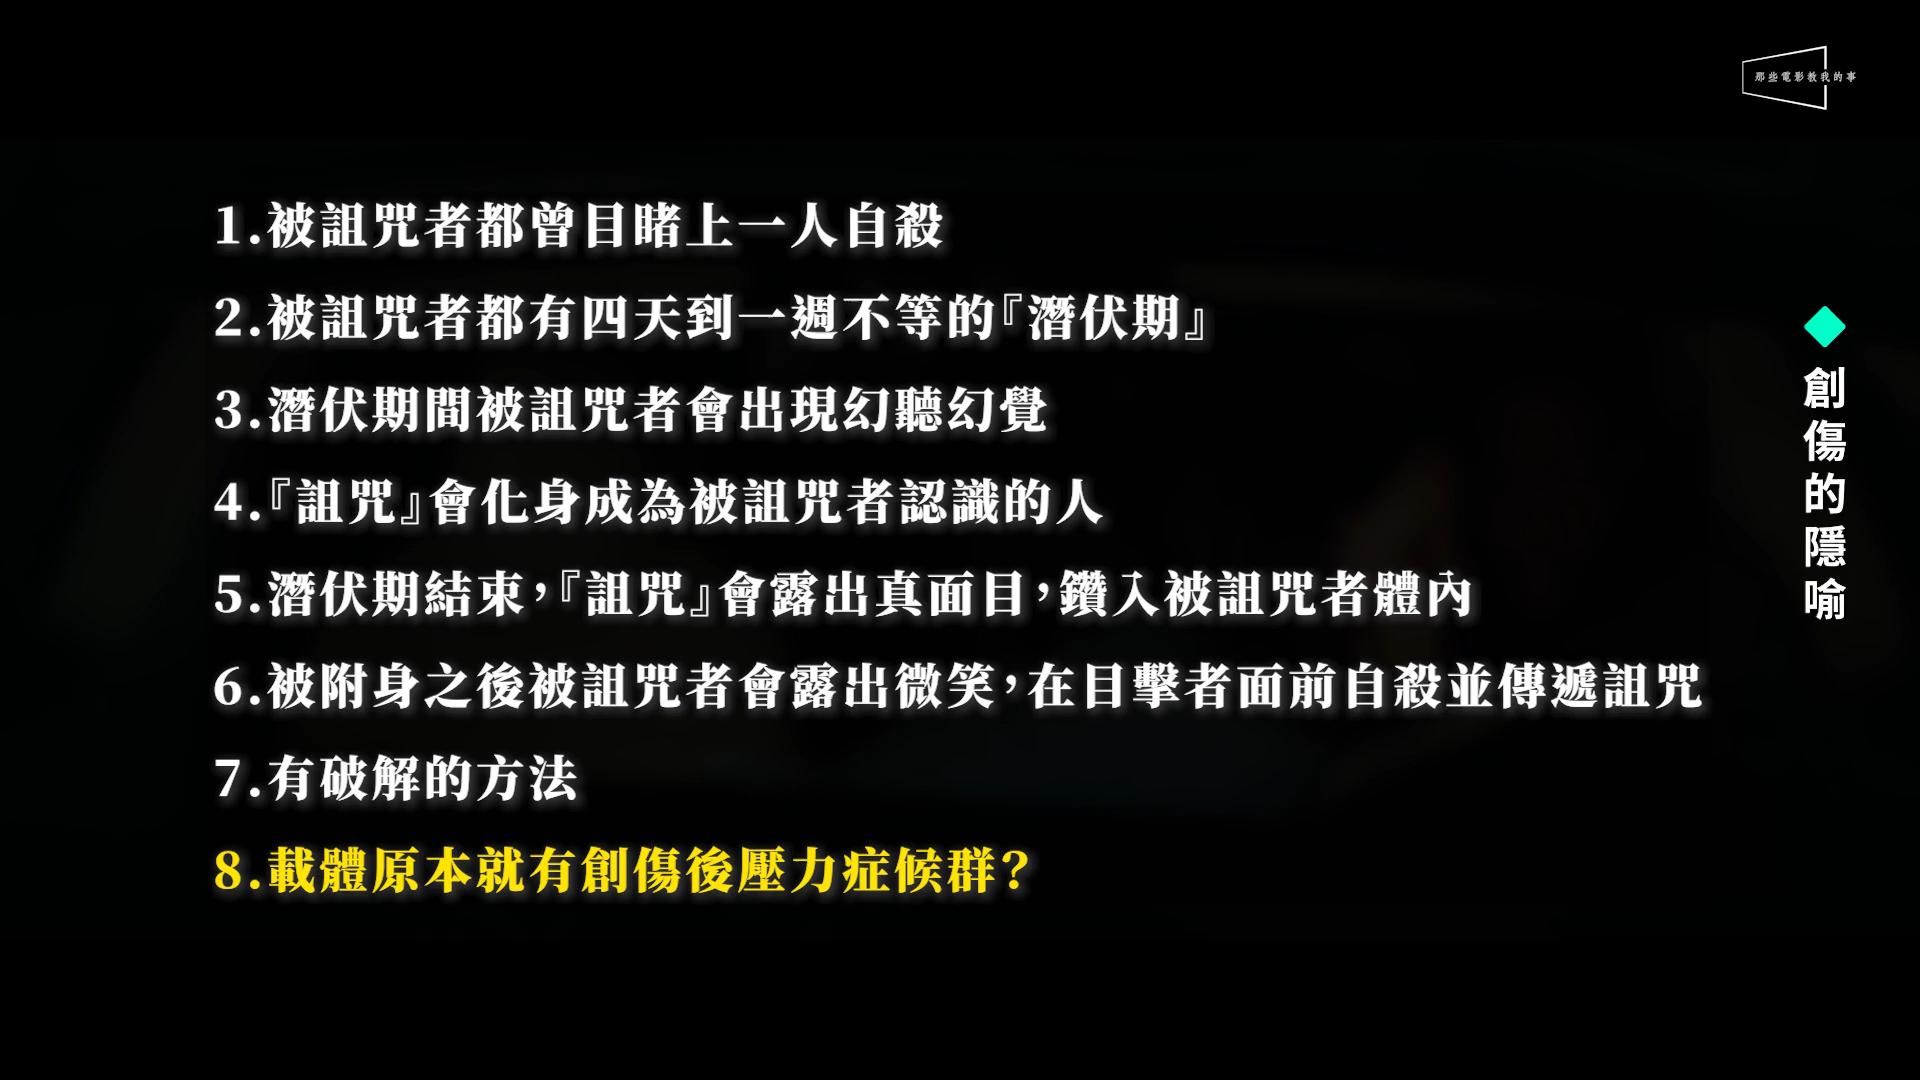 那些電影教我的事
1.被詛咒者都曾目睹上一人自殺
2.被詛咒者都有四天到一週不等的『潛伏期』
3.潛伏期間被詛咒者會出現幻聽幻覺
4.『詛咒』會化身成為被詛咒者認識的人
5.潛伏期結束,『詛咒』會露出真面目,鑽入被詛咒者體內
6.被附身之後被詛咒者會露出微笑,在目擊者面前自殺並傳遞詛咒
7.有破解的方法
8.載體原本就有創傷後壓力症候群?
創傷的隱喻